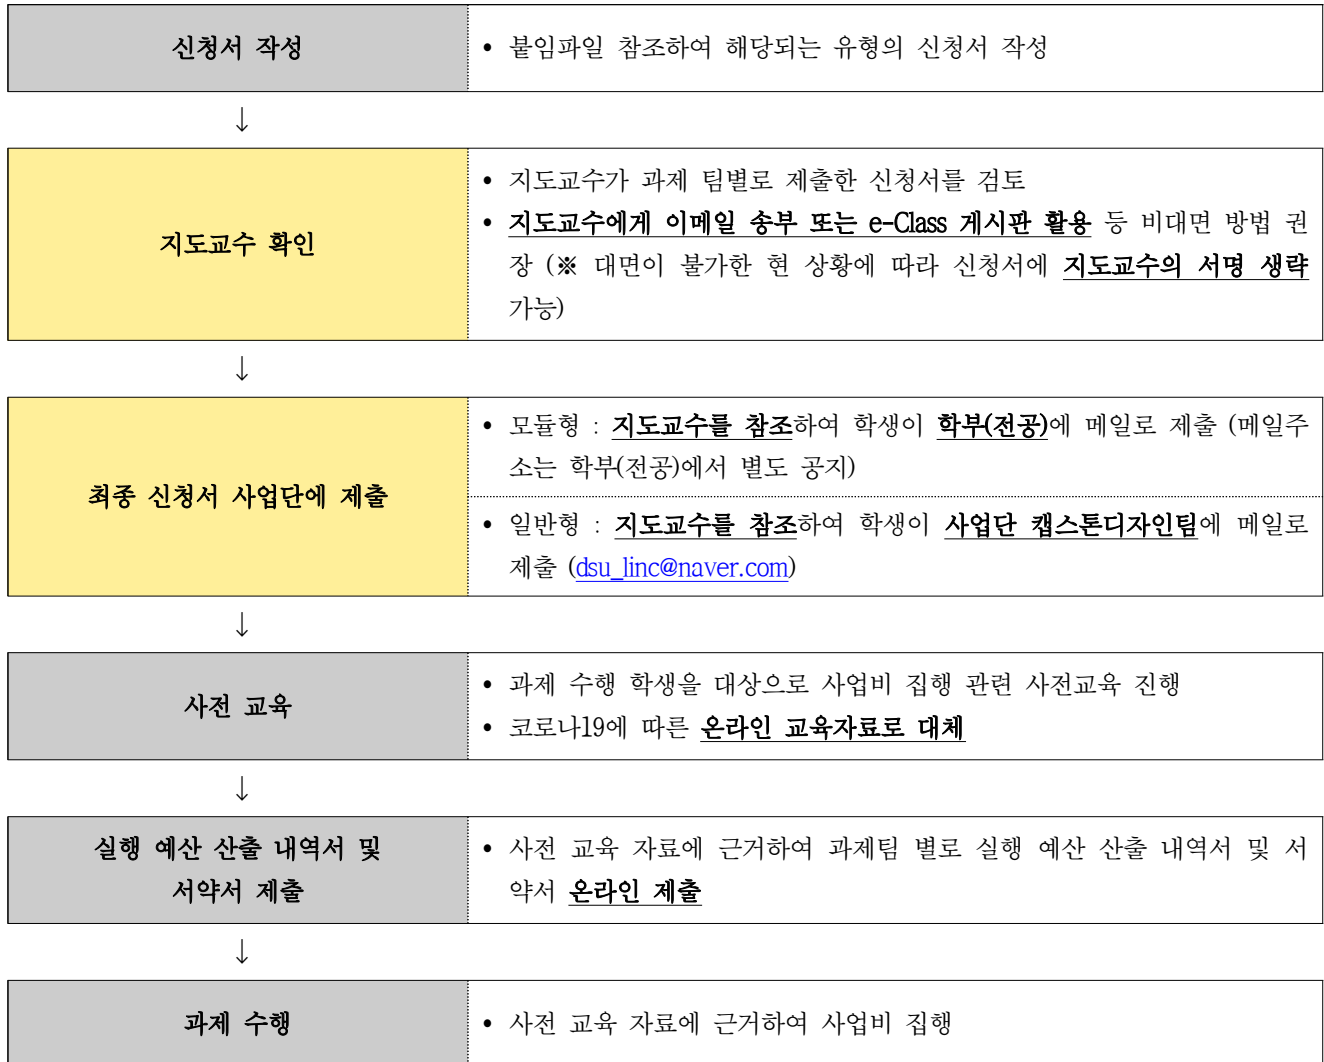 신청서 작성
• 붙임파일 참조하여 해당되는 유형의 신청서 작성
↓
지도교수 확인
• 지도교수가 과제 팀별로 제출한 신청서를 검토
• 지도교수에게 이메일 송부 또는 e-Class 게시판 활용 등 비대면 방법 권
장 (※ 대면이 불가한 현 상황에 따라 신청서에 지도교수의 서명 생략
가능)
↓
최종 신청서 사업단에 제출
• 모듈형 : 지도교수를 참조하여 학생이 학부(전공)에 메일로 제출 (메일주
소는 학부(전공)에서 별도 공지)
• 일반형 : 지도교수를 참조하여 학생이 사업단 캡스톤디자인팀에 메일로
제출 (dsu_linc@naver.com)
↓
사전 교육
• 과제 수행 학생을 대상으로 사업비 집행 관련 사전교육 진행
• 코로나19에 따른 온라인 교육자료로 대체
↓
실행 예산 산출 내역서 및
서약서 제출
• 사전 교육 자료에 근거하여 과제팀 별로 실행 예산 산출 내역서 및 서
약서 온라인 제출
↓
과제 수행
• 사전 교육 자료에 근거하여 사업비 집행